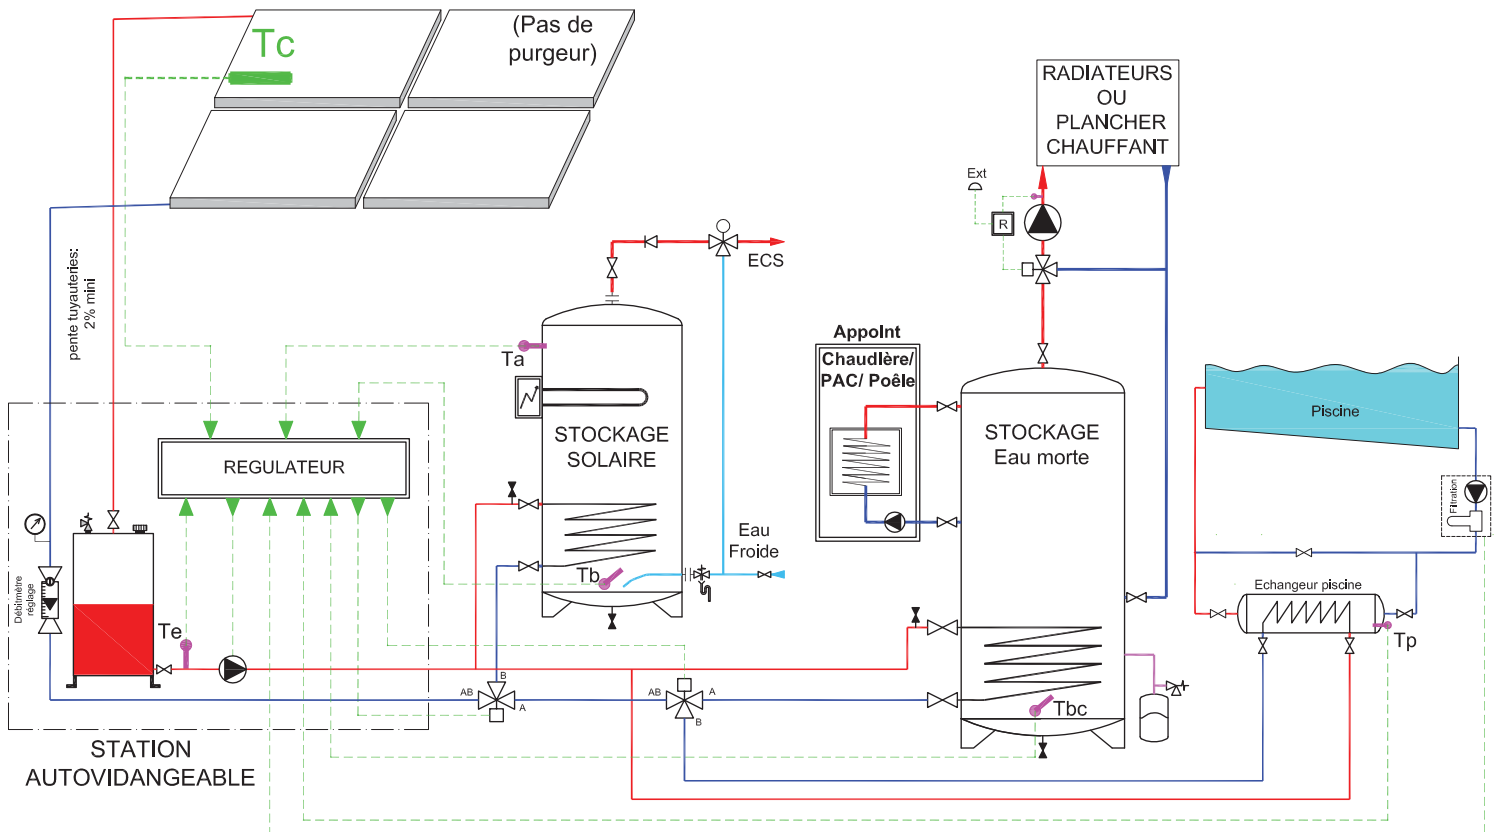 Tc
(Pas de
purgeur)
pente tuyauteries:
2% mini
RADIATEURS
OU
PLANCHER
CHAUFFANT
Ext
R
ECS
Ta
STOCKAGE
SOLAIRE
Tb
Eau
Froide
Appoint
Chaudière/
PAC/ Poêle
STOCKAGE
Eau morte
Tbc
Piscine
Filtration
Echangeur piscine
Tp
REGULATEUR
Débitmètre
réglage
Te
AB
B
A
AB
A
B
STATION
AUTOVIDANGEABLE